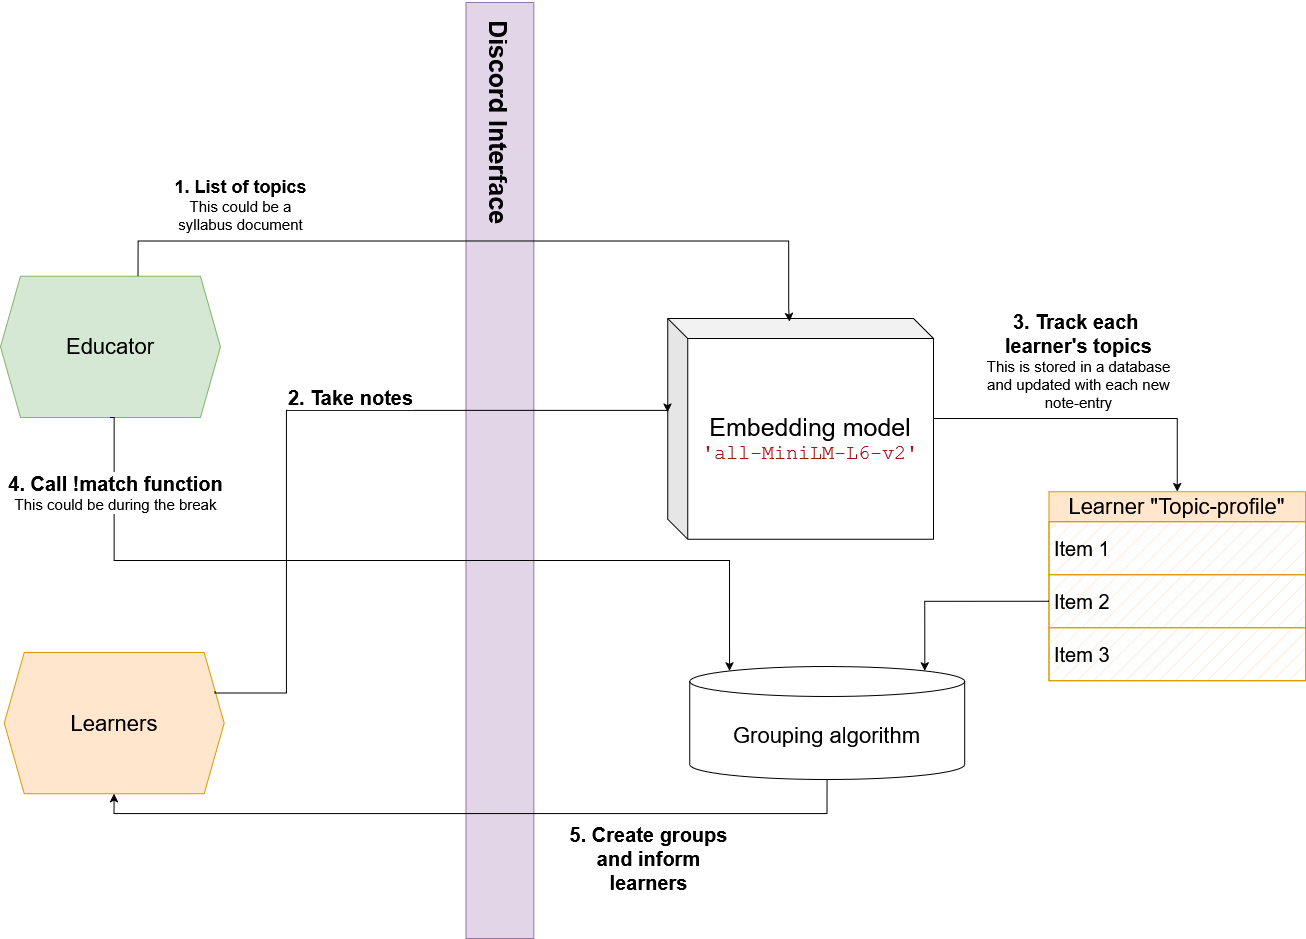 Discord Interface
1. List of topics
This could be a
syllabus document
Educator
3. Track each
learner's topics
This is stored in a database
and updated with each new
note-entry
2. Take notes
Embedding model
'all-MiniLM-L6-v2'
4. Call !match function
This could be during the break
Learner "Topic-profile"
Item 1
Item 2
Item 3
Learners
Grouping algorithm
5. Create groups
and inform
learners